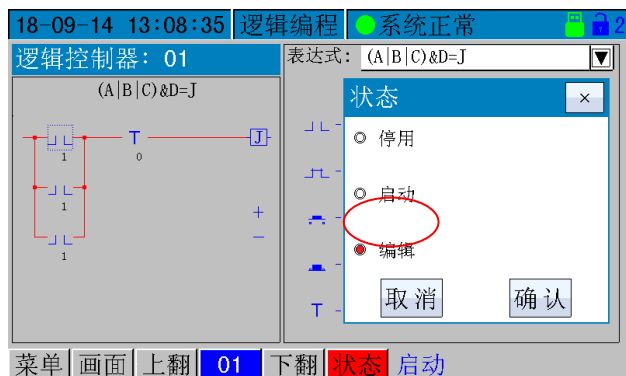 18-09-14 13:08:35 逻辑编程 系统正常 2
逻辑控制器: 01
表达式: (A|B|C)&D=J
(A|B|C)&D=J
T
J
1
0
1
+
-
1
T
状态 ×
停用
启动
编辑
取消 确认
菜单 画面 上翻 01 下翻 状态 启动